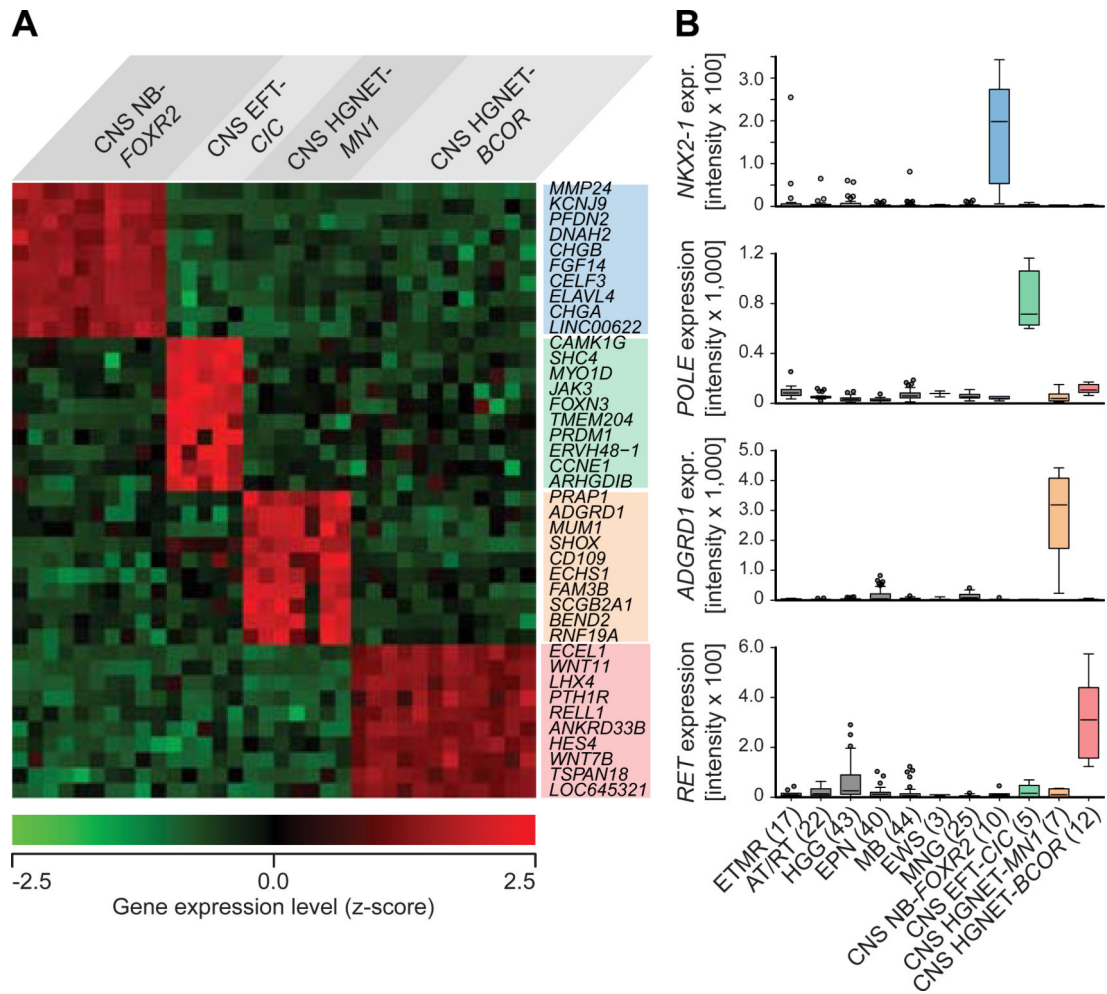 A
CNS NB-
FOXR2
CNS EFT-
CIC
CNS HGNET-
MN1
CNS HGNET-
BCOR
MMP24
KCNJ9
PFDN2
DNAH2
CHGB
FGF14
CELF3
ELAVL4
CHGA
LINC00622
CAMK1G
SHC4
MYO1D
JAK3
FOXN3
TMEM204
PRDM1
ERVH48-1
CCNE1
ARHGDIB
PRAP1
ADGRD1
MUM1
SHOX
CD109
ECHS1
FAM3B
SCGB2A1
BEND2
RNF19A
ECEL1
WNT11
LHX4
PTH1R
RELL1
ANKRD33B
HES4
WNT7B
TSPAN18
LOC645321
-2.5 0.0 2.5
Gene expression level (z-score)
B
NKX2-1 expr.
[intensity x 100]
3.0
2.0
1.0
0
POLE expression
[intensity x 1,000]
1.2
0.8
0.4
0
ADGRD1 expr.
[intensity x 1,000]
5.0
4.0
3.0
2.0
1.0
0
RET expression
[intensity x 100]
6.0
4.0
2.0
0
ETMR (17)
AT/RT (22)
HGG (43)
EPN (40)
MB (44)
EWS (3)
MNG (25)
CNS NB-FOXR2 (10)
CNS EFT-CIC (5)
CNS HGNET-MN1 (7)
CNS HGNET-BCOR (12)